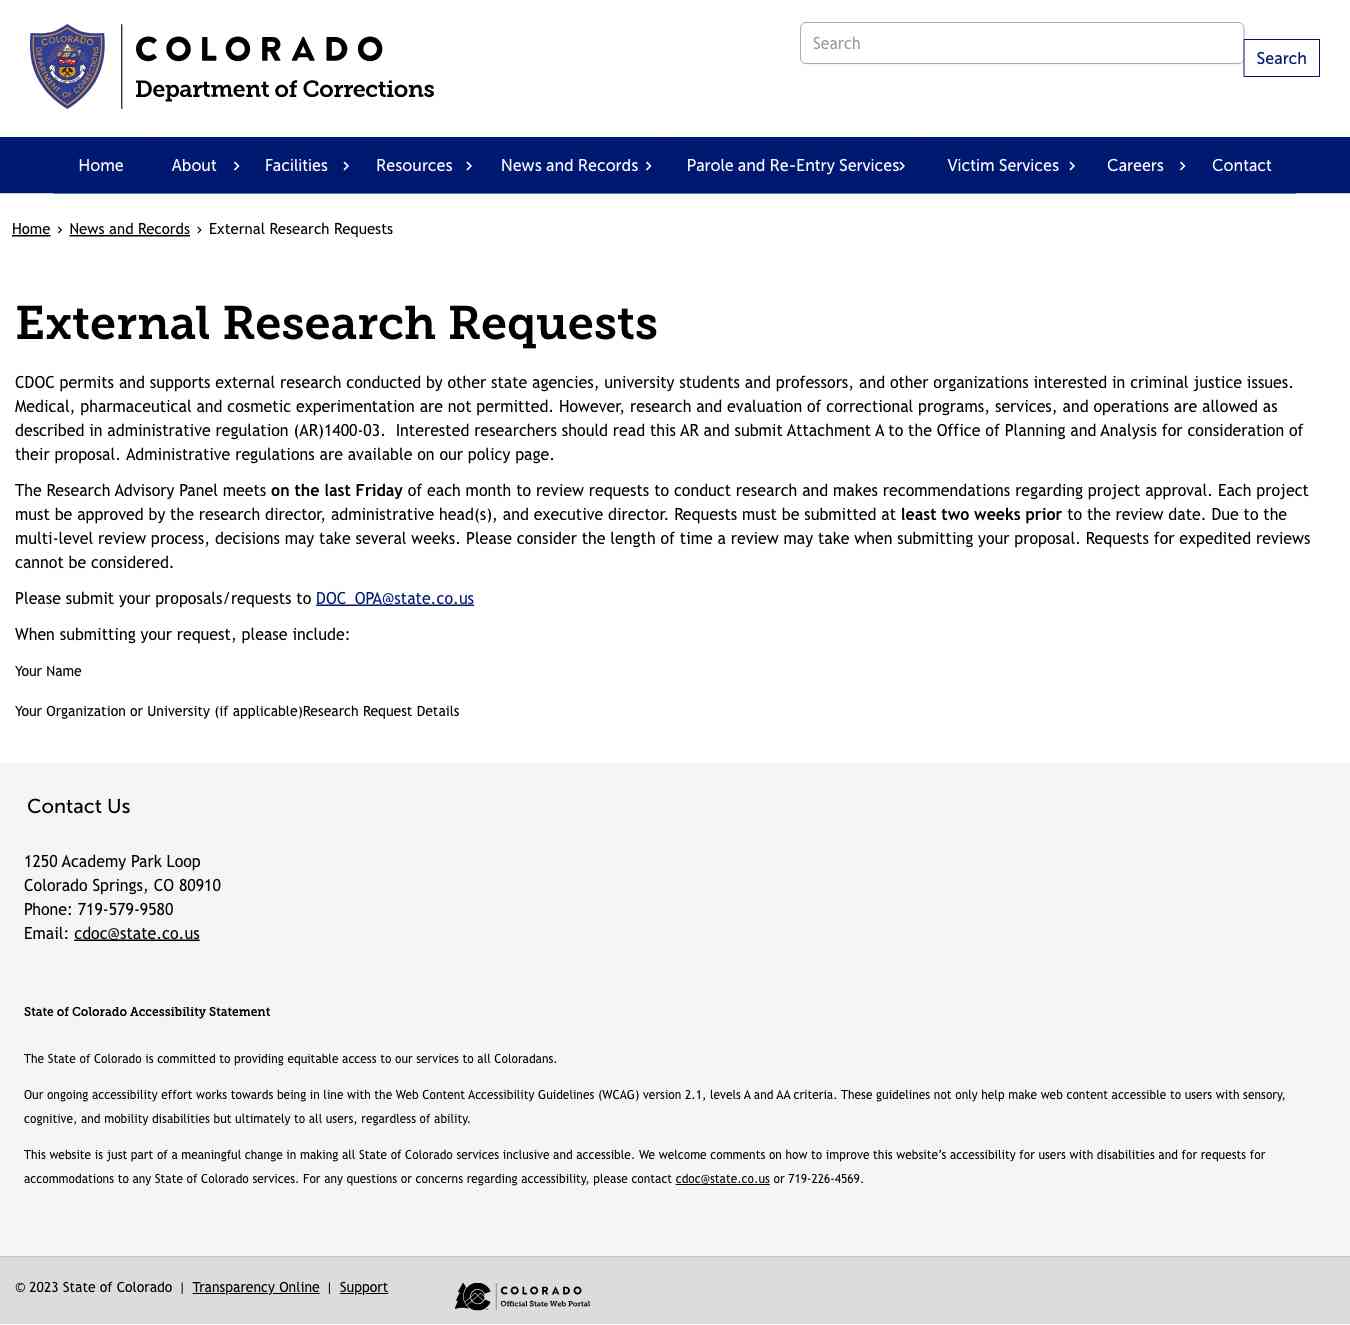 COLORADO
Department of Corrections
Search
Search
Home About Facilities Resources News and Records Parole and Re-Entry Services Victim Services Careers Contact
Home › News and Records › External Research Requests
External Research Requests
CDOC permits and supports external research conducted by other state agencies, university students and professors, and other organizations interested in criminal justice issues.
Medical, pharmaceutical and cosmetic experimentation are not permitted. However, research and evaluation of correctional programs, services, and operations are allowed as
described in administrative regulation (AR)1400-03.  Interested researchers should read this AR and submit Attachment A to the Office of Planning and Analysis for consideration of
their proposal. Administrative regulations are available on our policy page.
The Research Advisory Panel meets on the last Friday of each month to review requests to conduct research and makes recommendations regarding project approval. Each project
must be approved by the research director, administrative head(s), and executive director. Requests must be submitted at least two weeks prior to the review date. Due to the
multi-level review process, decisions may take several weeks. Please consider the length of time a review may take when submitting your proposal. Requests for expedited reviews
cannot be considered.
Please submit your proposals/requests to DOC_OPA@state.co.us
When submitting your request, please include:
Your Name
Your Organization or University (if applicable)Research Request Details
Contact Us
1250 Academy Park Loop
Colorado Springs, CO 80910
Phone: 719-579-9580
Email: cdoc@state.co.us
State of Colorado Accessibility Statement
The State of Colorado is committed to providing equitable access to our services to all Coloradans.
Our ongoing accessibility effort works towards being in line with the Web Content Accessibility Guidelines (WCAG) version 2.1, levels A and AA criteria. These guidelines not only help make web content accessible to users with sensory,
cognitive, and mobility disabilities but ultimately to all users, regardless of ability.
This website is just part of a meaningful change in making all State of Colorado services inclusive and accessible. We welcome comments on how to improve this website’s accessibility for users with disabilities and for requests for
accommodations to any State of Colorado services. For any questions or concerns regarding accessibility, please contact cdoc@state.co.us or 719-226-4569.
© 2023 State of Colorado | Transparency Online | Support
COLORADO
Official State Web Portal